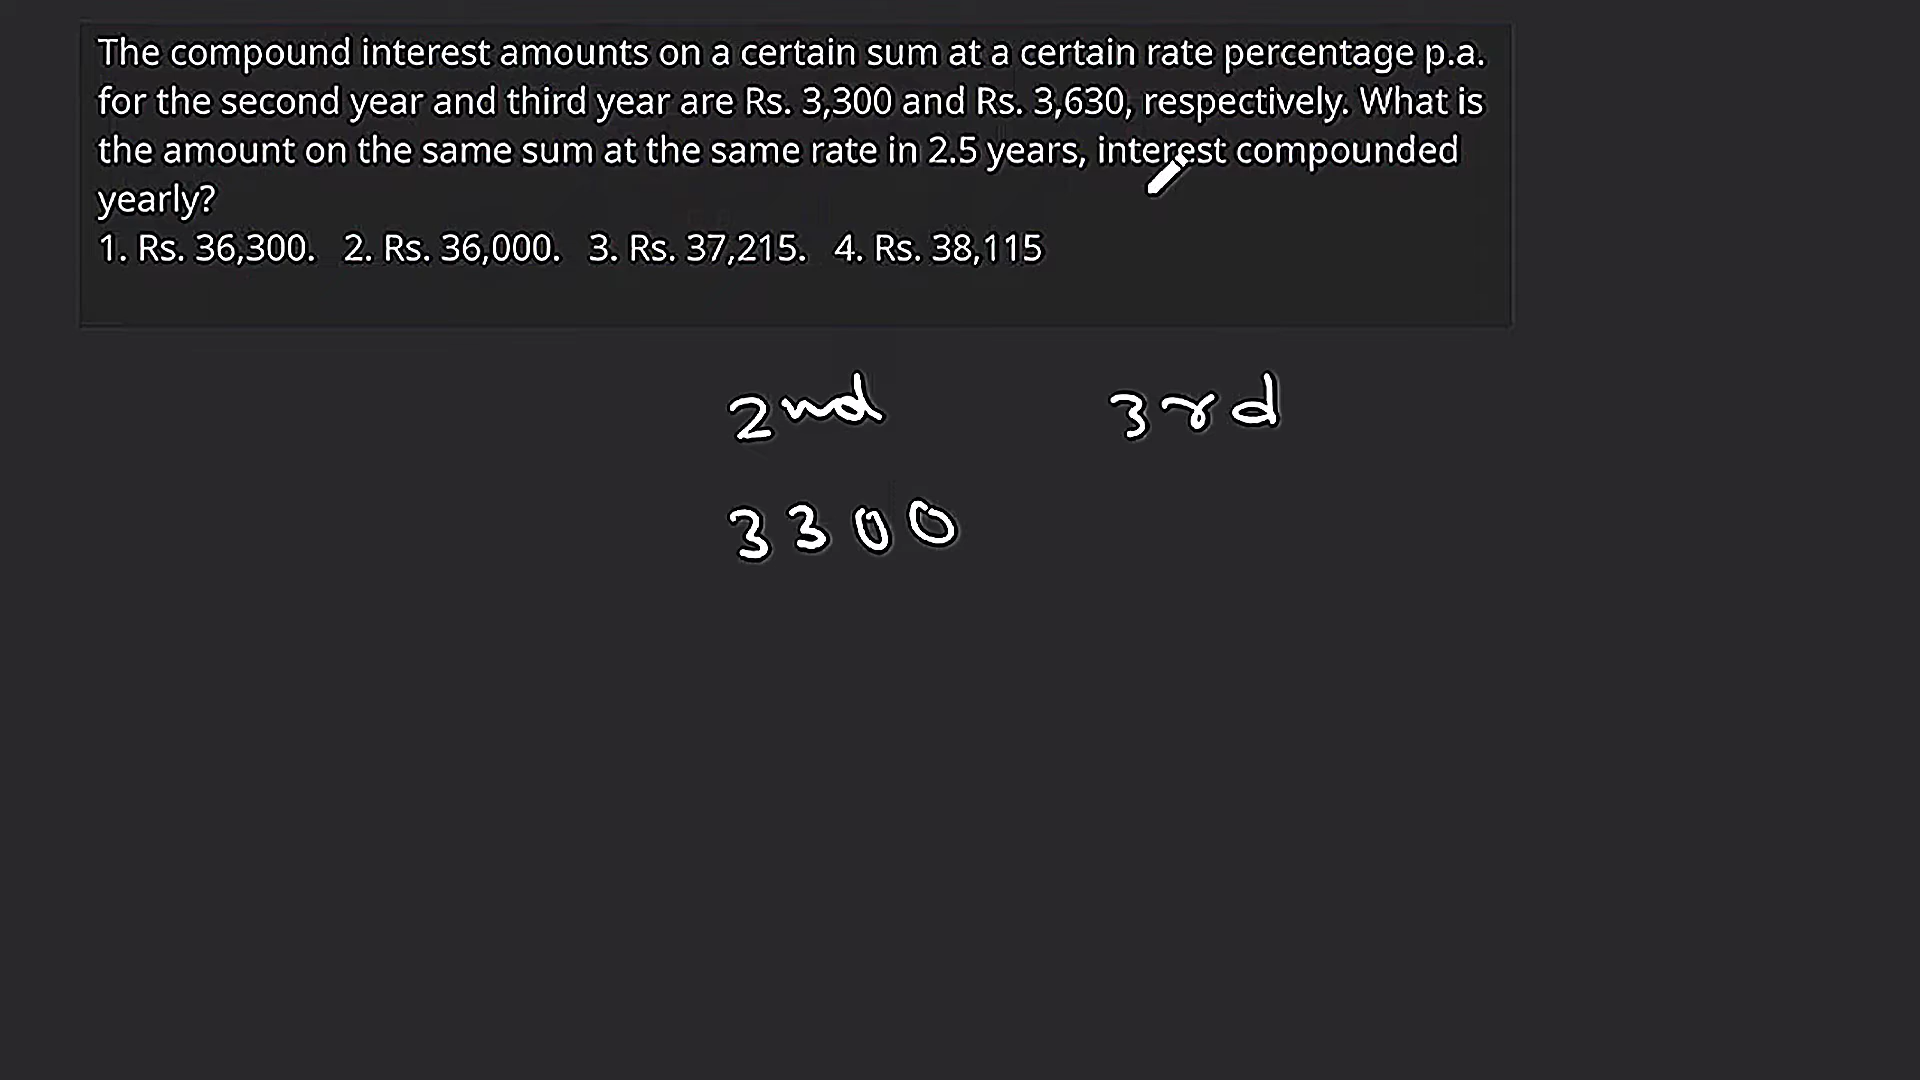 The compound interest amounts on a certain sum at a certain rate percentage p.a.
for the second year and third year are Rs. 3,300 and Rs. 3,630, respectively. What is
the amount on the same sum at the same rate in 2.5 years, interest compounded
yearly?
1. Rs. 36,300. 2. Rs. 36,000. 3. Rs. 37,215. 4. Rs. 38,115
2nd 3rd
3300